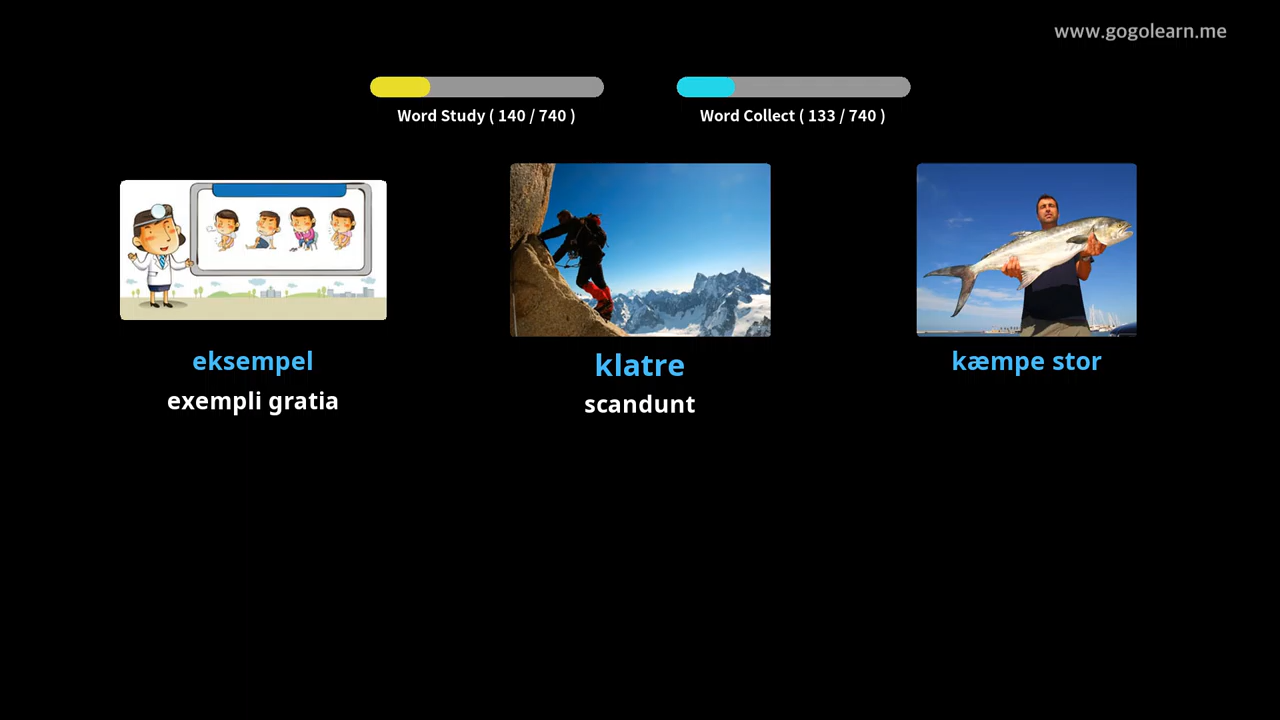 www.gogolearn.me
Word Study ( 140 / 740 )
Word Collect ( 133 / 740 )
eksempel
exempli gratia
klatre
scandunt
kæmpe stor